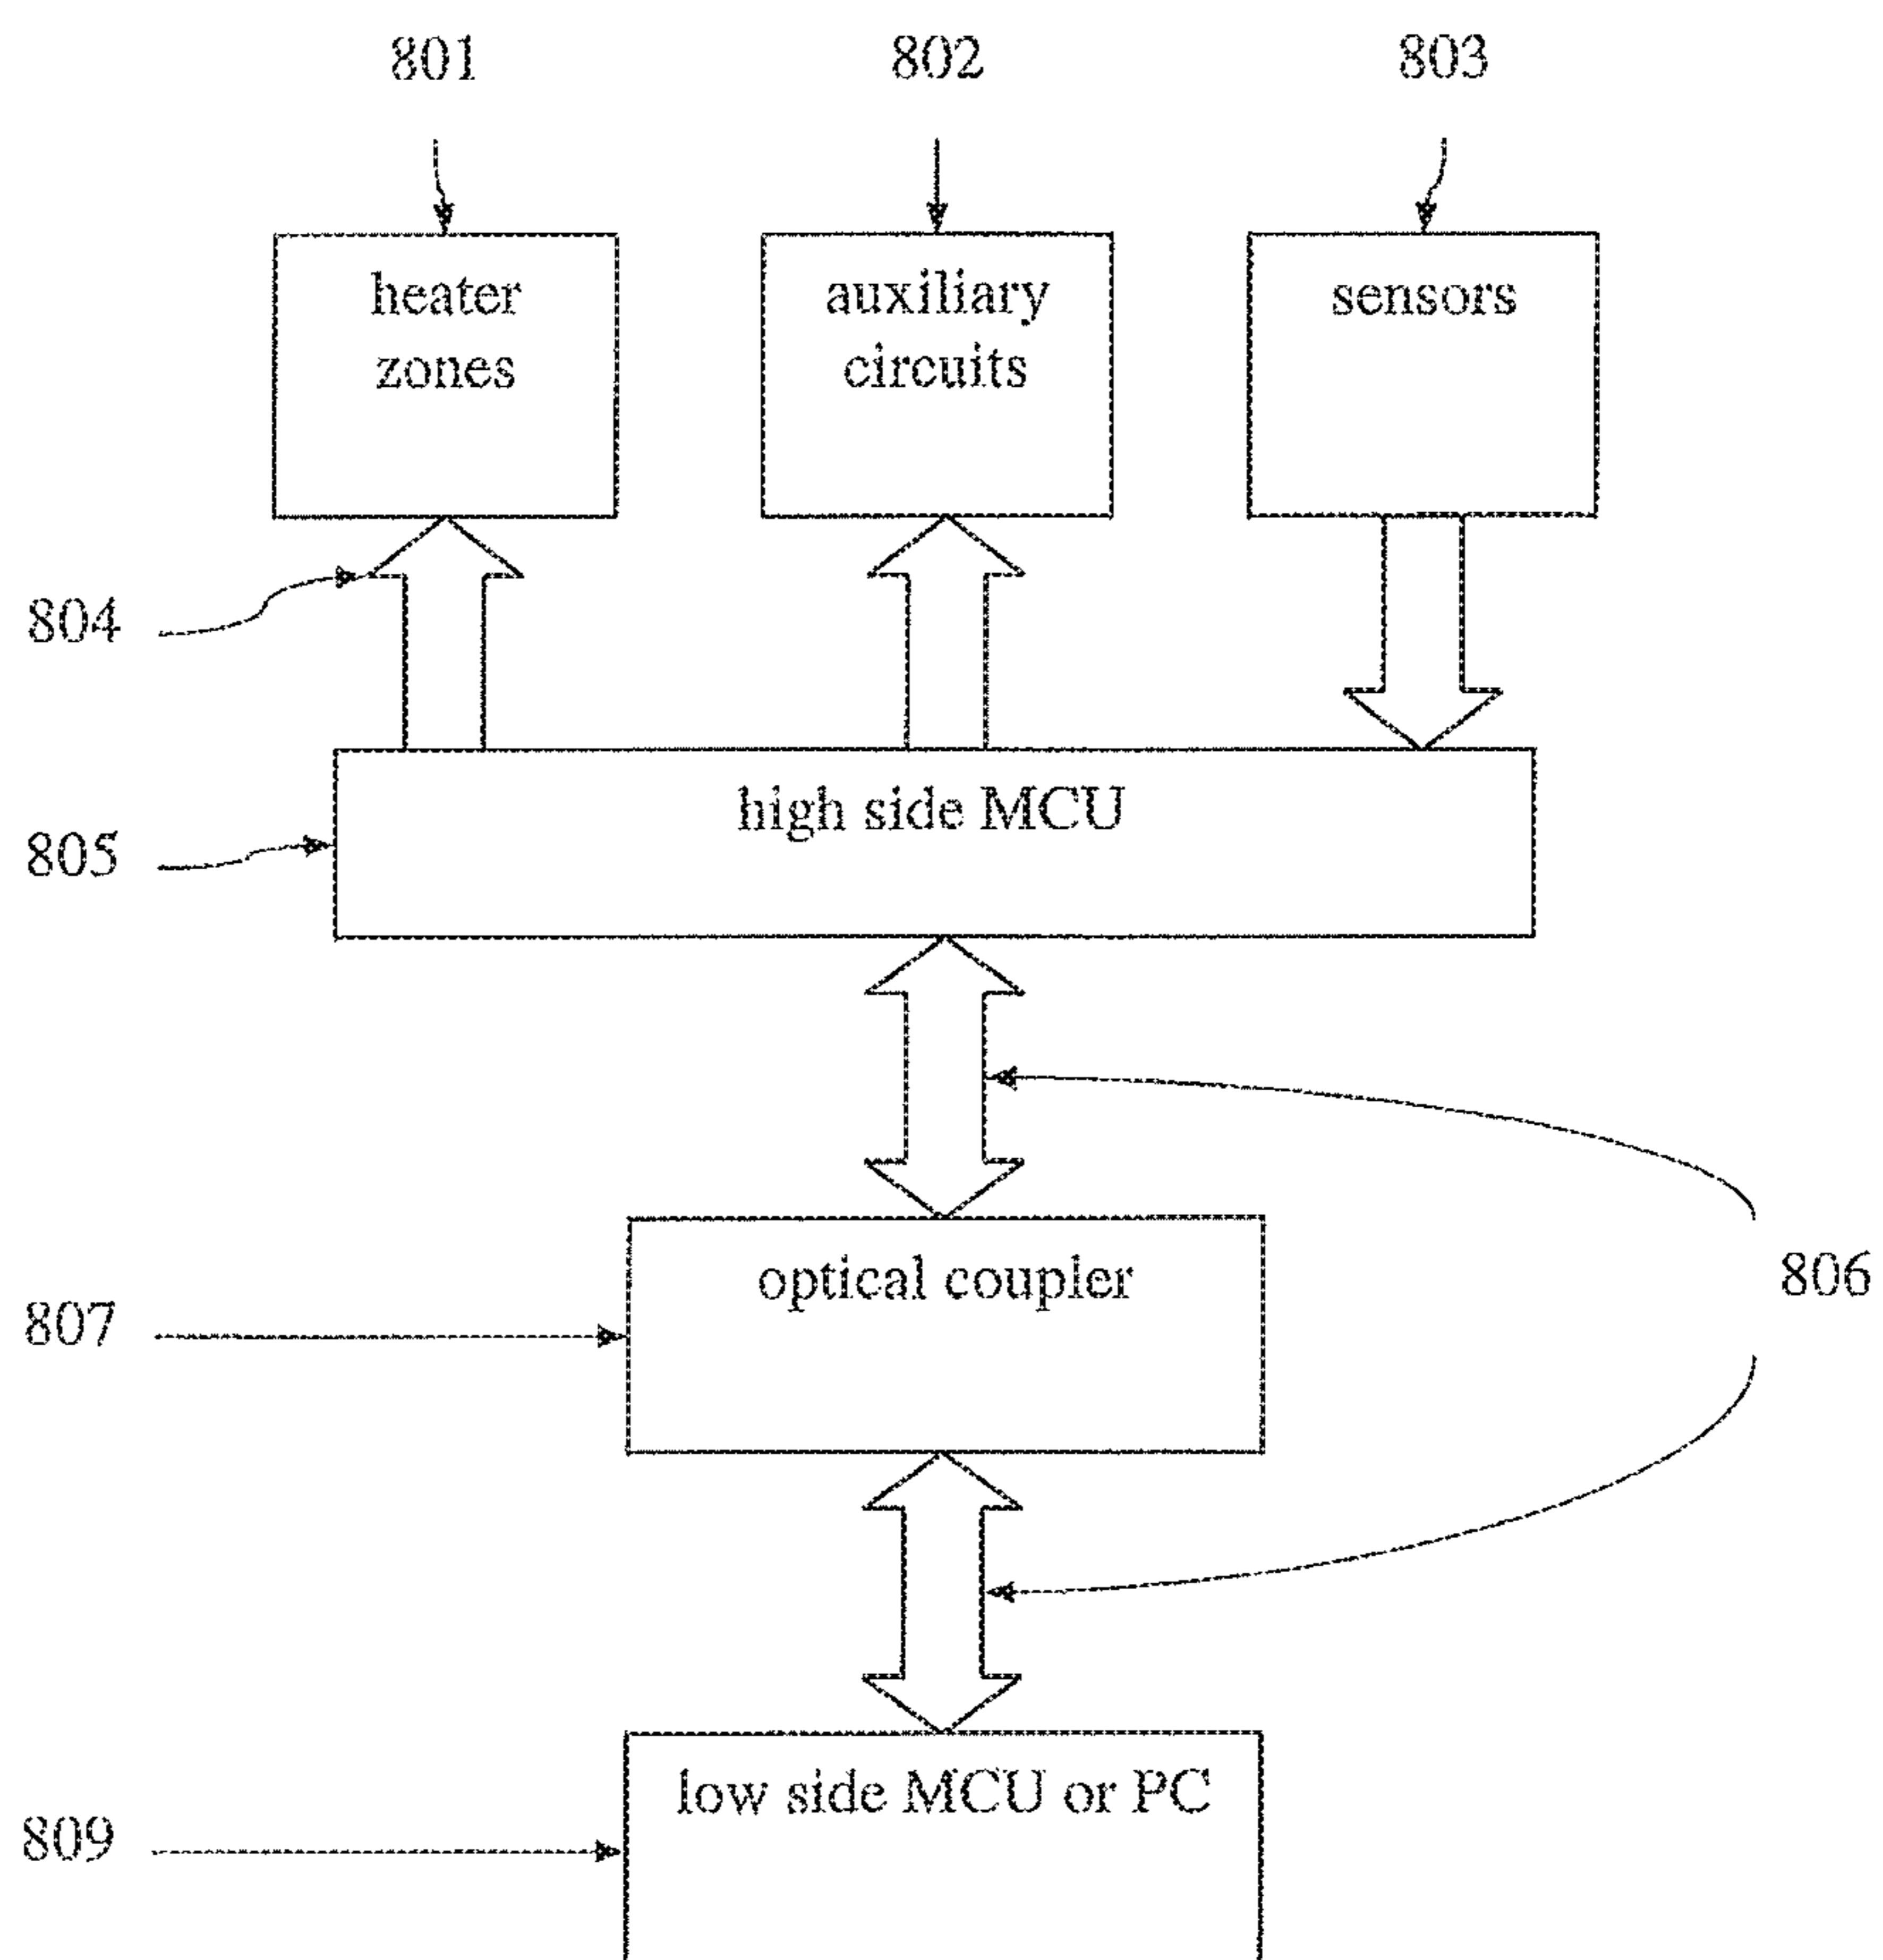 801
802
803
heater
zones
auxiliary
circuits
sensors
804
high side MCU
805
optical coupler
806
807
low side MCU or PC
809